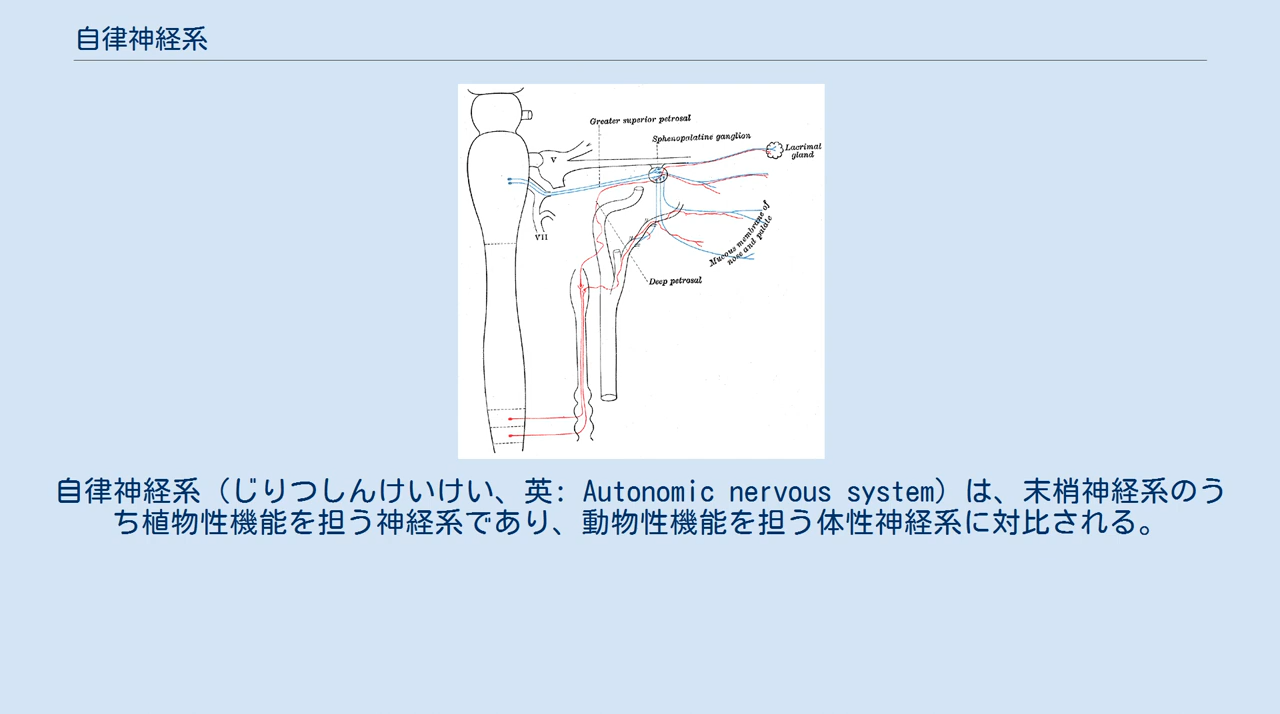 自律神経系
Greater superior petrosal
Sphenopalatine ganglion
Lacrimal
gland
V
VII
Mucous membrane of
nose and palate
Deep petrosal
自律神経系（じりつしんけいけい、英: Autonomic nervous system）は、末梢神経系のう
ち植物性機能を担う神経系であり、動物性機能を担う体性神経系に対比される。